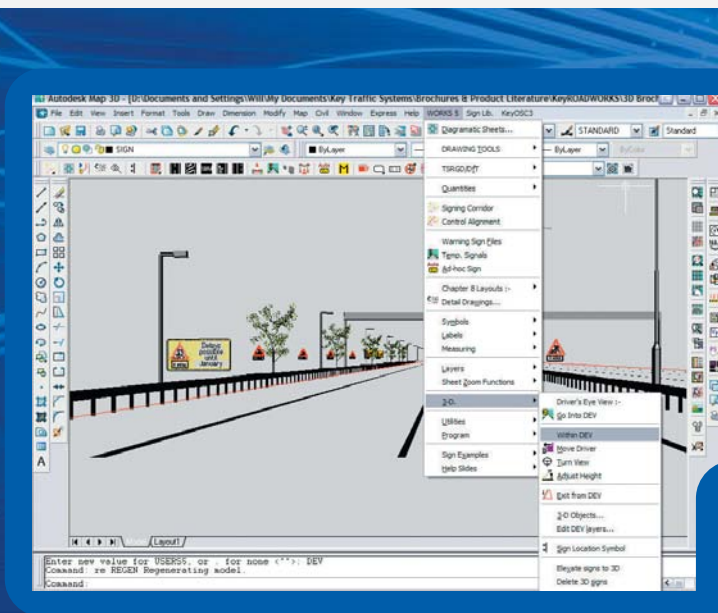 Autodesk Map 3D - [D:\Documents and Settings\Will\My Documents\Key Traffic Systems\Brochures & Product Literature\KeyROADWORKS\3D Broch
File Edit View Insert Format Tools Draw Dimension Modify Map Civil Window Express Help WORKS 5 Sign Lib. KeyOSC3
STANDARD Standard
SIGN ByLayer ByLayer ByColor
Diagramatic Sheets...
DRAWING TOOLS
TSRGD/DfT
Quantities
Signing Corridor
Control Alignment
Warning Sign Files
Temp. Signals
Ad-hoc Sign
Chapter 8 Layouts :-
Detail Drawings...
Symbols
Labels
Measuring
Layers
Sheet Zoom Functions
3-D.
Utilities
Program
Sign Examples
Help Slides
Driver's Eye View :-
Go Into DEV
Within DEV
Move Driver
Turn View
Adjust Height
Exit from DEV
3-D Objects...
Edit DEV layers...
Sign Location Symbol
Elevate signs to 3D
Delete 3D signs
Delays
possible
until
January
Model Layout1
Enter new value for USERS5, or . for none <"">: DEV
Command: re REGEN Regenerating model.
Command: